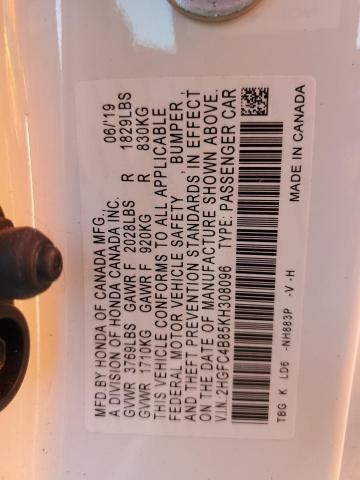 MFD.BY HONDA OF CANADA MFG., 06/'19
A DIVISION OF HONDA CANADA INC.
GVWR 3769LBS GAWR F 2028LBS R 1829LBS
GVWR 1710KG GAWR F 920KG R 830KG
THIS VEHICLE CONFORMS TO ALL APPLICABLE
FEDERAL MOTOR VEHICLE SAFETY, BUMPER,
AND THEFT PREVENTION STANDARDS IN EFFECT
ON THE DATE OF MANUFACTURE SHOWN ABOVE.
V.I.N.2HGFC4B85KH308096 TYPE: PASSENGER CAR
TBG K LD6 -NH883P -V -H MADE IN CANADA